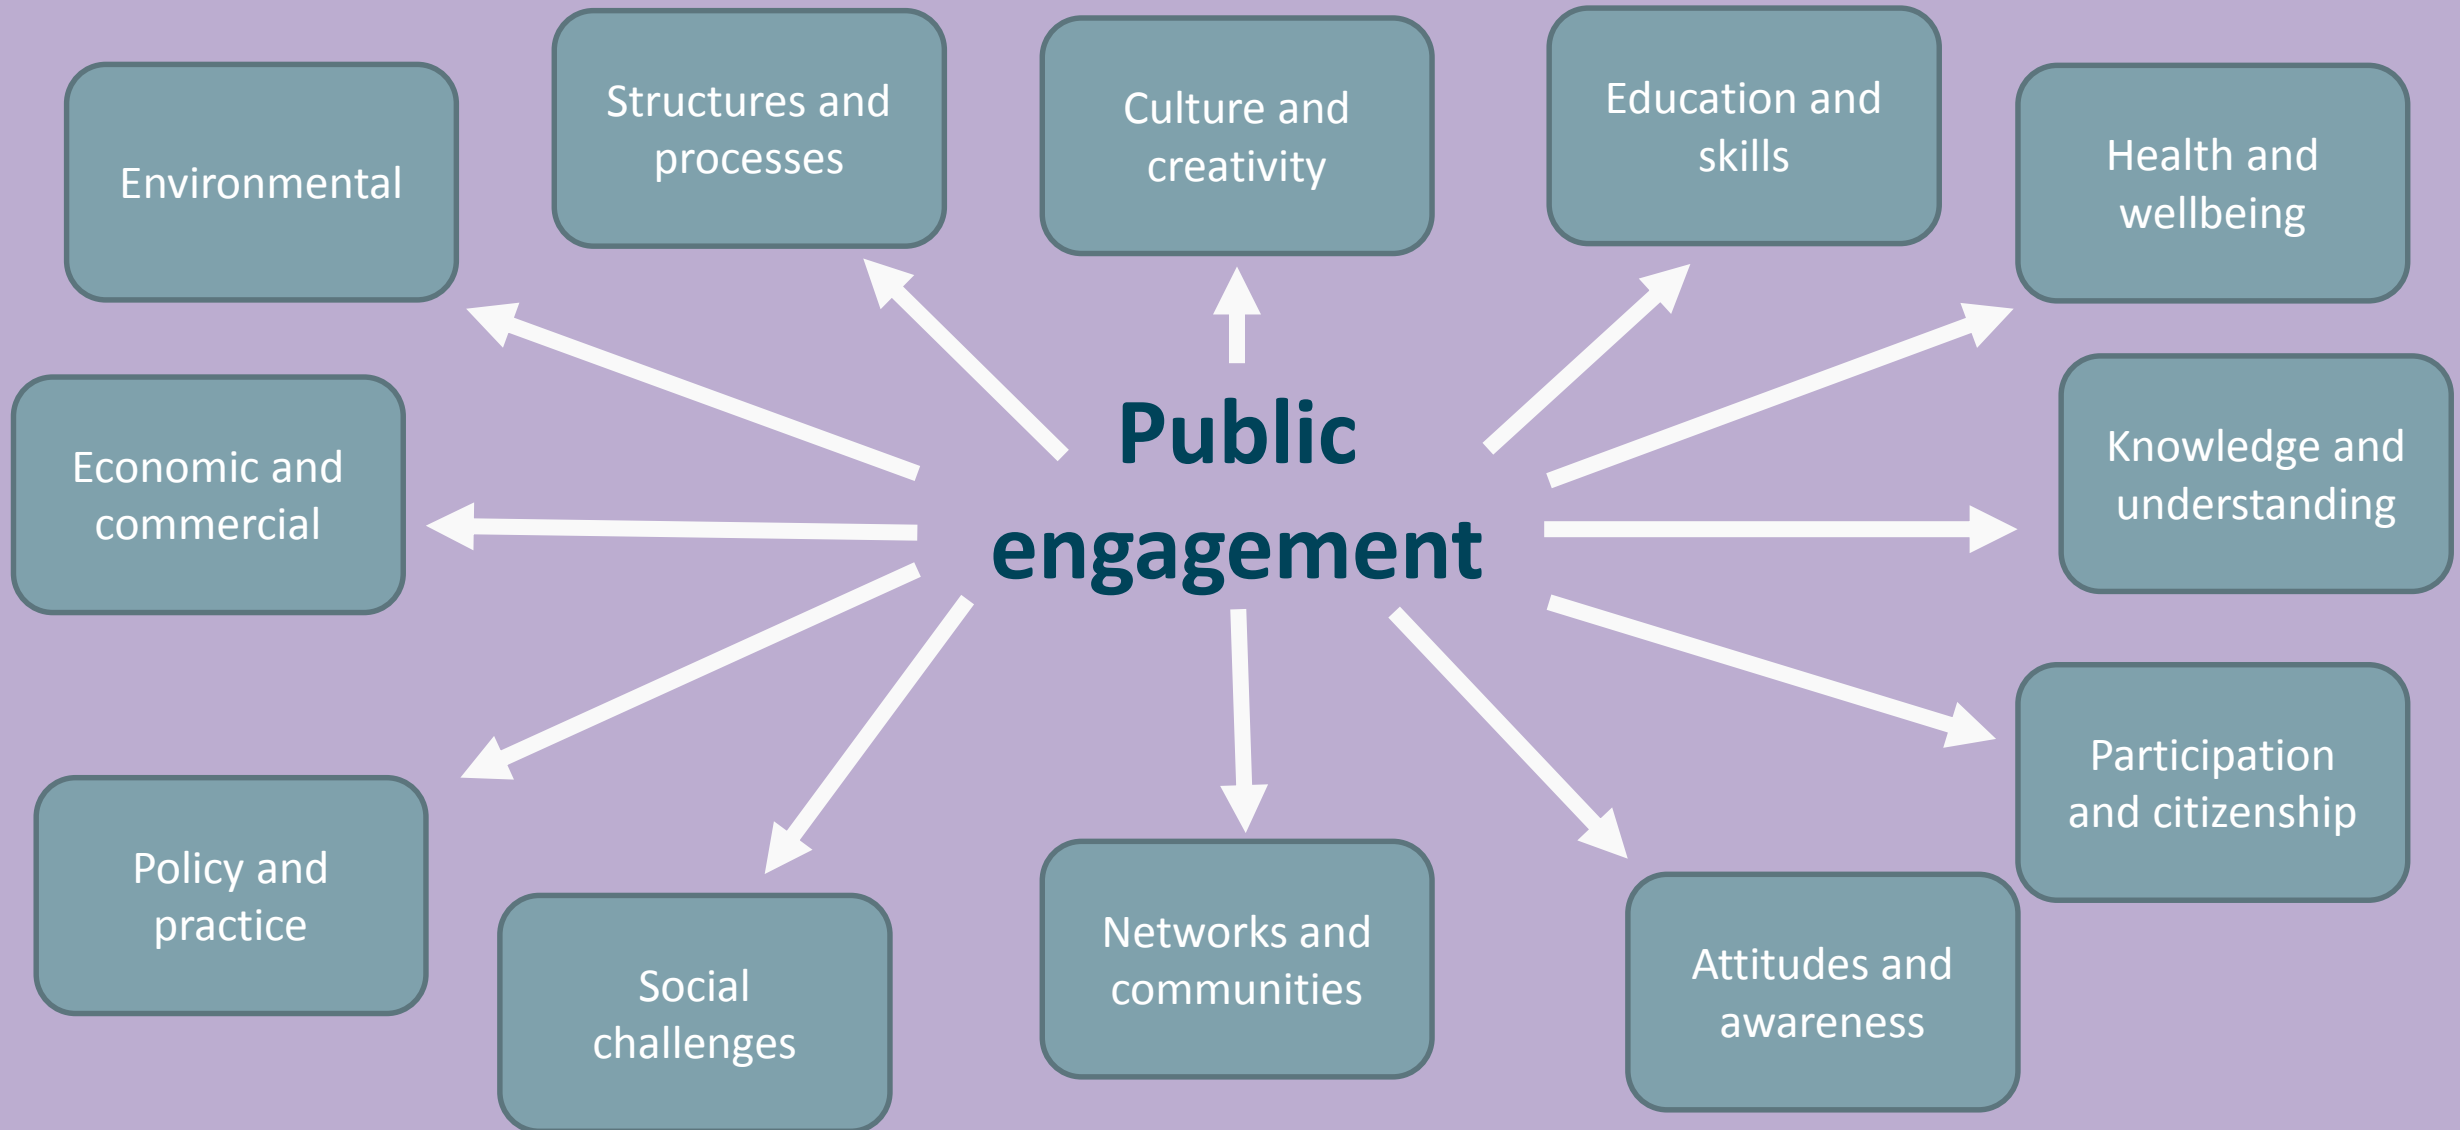 Environmental
Structures and
processes
Culture and
creativity
Education and
skills
Health and
wellbeing
Economic and
commercial
Public
engagement
Knowledge and
understanding
Policy and
practice
Social
challenges
Networks and
communities
Attitudes and
awareness
Participation
and citizenship